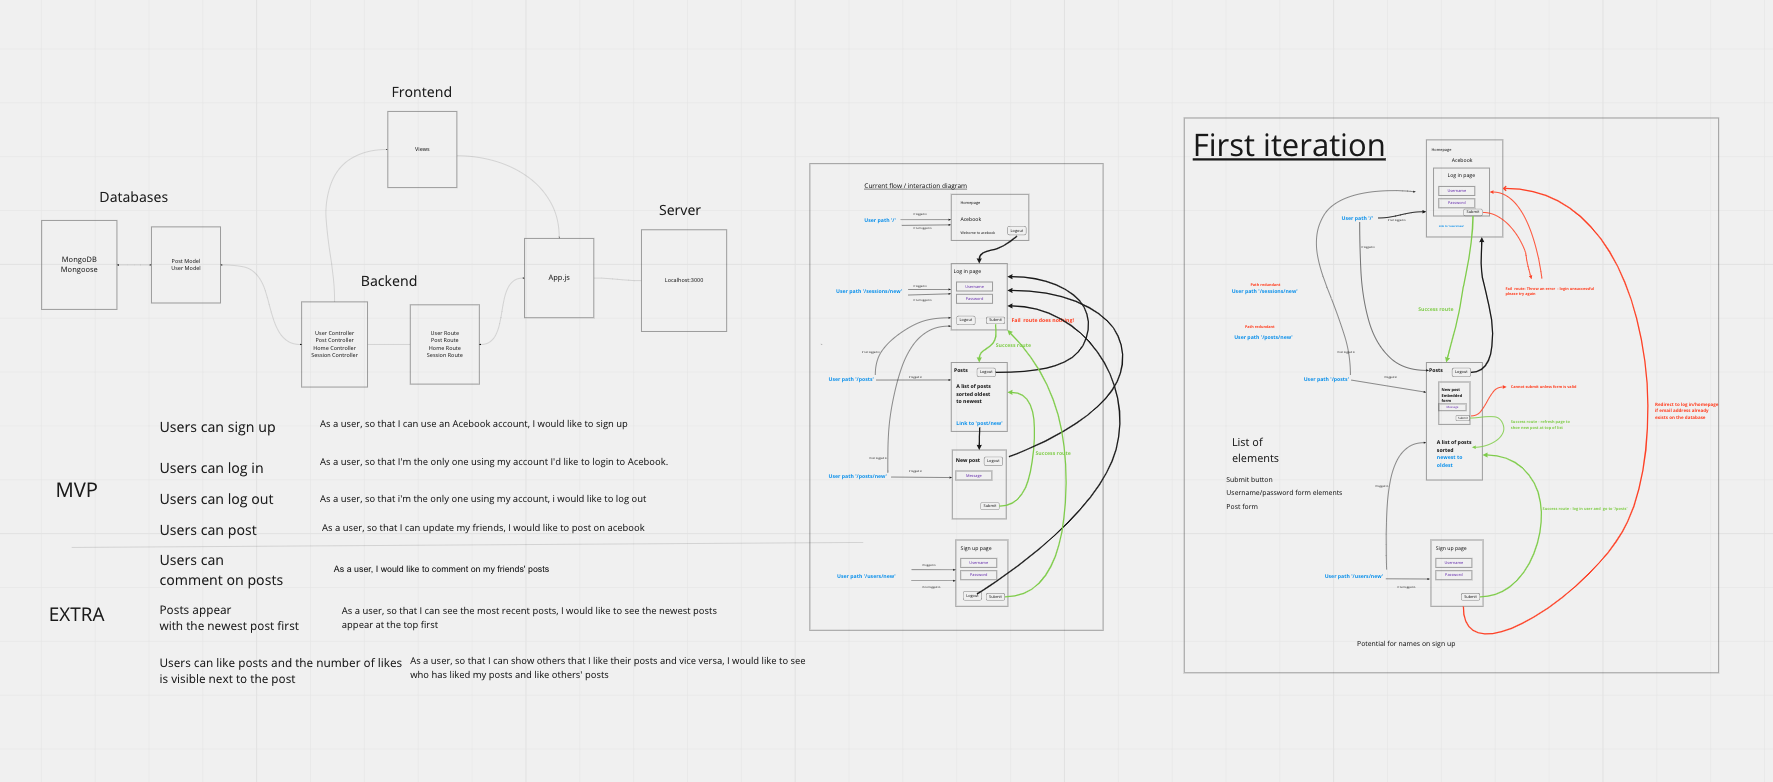 Frontend
Views
Databases
MongoDB
Mongoose
Post Model
User Model
Server
Localhost:3000
App.js
Backend
User Controller
Post Controller
Home Controller
Session Controller
User Route
Post Route
Home Route
Session Route
MVP
Users can sign up
As a user, so that I can use an Acebook account, I would like to sign up
Users can log in
As a user, so that I'm the only one using my account I'd like to login to Acebook.
Users can log out
As a user, so that i'm the only one using my account, i would like to log out
Users can post
As a user, so that I can update my friends, I would like to post on acebook
EXTRA
Users can
comment on posts
As a user, I would like to comment on my friends' posts
Posts appear
with the newest post first
As a user, so that I can see the most recent posts, I would like to see the newest posts
appear at the top first
Users can like posts and the number of likes
is visible next to the post
As a user, so that I can show others that I like their posts and vice versa, I would like to see
who has liked my posts and like others' posts
Current flow / interaction diagram
User path '/'
Homepage
Acebook
Welcome to acebook
Logout
User path '/sessions/new'
Log in page
Username
Password
Logout
Submit
Fail route does nothing!
Success route
User path '/posts'
Posts
Logout
A list of posts
sorted oldest
to newest
Link to 'post/new'
User path '/posts/new'
New post
Logout
Message
Submit
Success route
User path '/users/new'
Sign up page
Username
Password
Logout
Submit
First iteration
Homepage
Acebook
Log in page
Username
Password
Submit
User path '/'
Path redundant
User path '/sessions/new'
Path redundant
User path '/posts/new'
Fail route: Throw an error - login unsuccessful
please try again
Success route
User path '/posts'
Posts
Logout
New post
Embedded
form
Message
Submit
Cannot submit unless form is valid
Success route - refresh page to
show new post at top of list
A list of posts
sorted
newest to
oldest
Redirect to log in/homepage
if email address already
exists on the database
List of
elements
Submit button
Username/password form elements
Post form
Success route - log in user and go to '/posts'
User path '/users/new'
Sign up page
Username
Password
Submit
Potential for names on sign up